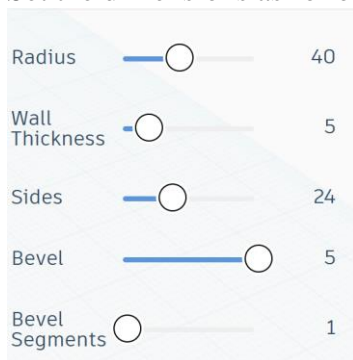 Radius 40
Wall
Thickness 5
Sides 24
Bevel 5
Bevel
Segments 1